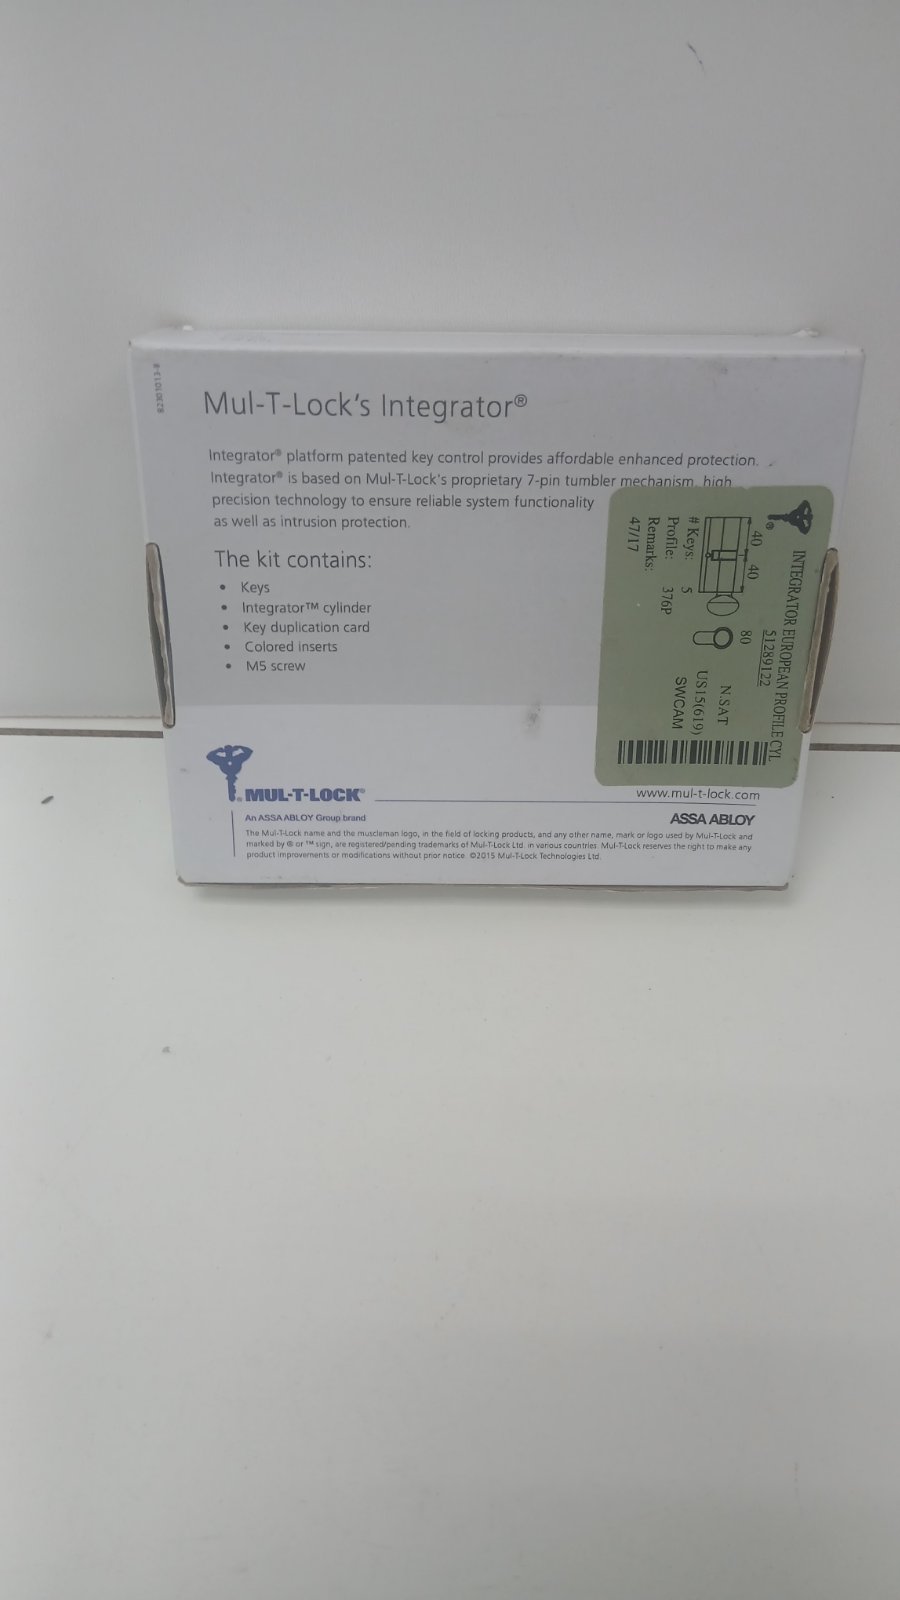 82301013-8
Mul-T-Lock's Integrator®
Integrator® platform patented key control provides affordable enhanced protection.
Integrator® is based on Mul-T-Lock's proprietary 7-pin tumbler mechanism, high
precision technology to ensure reliable system functionality
as well as intrusion protection.
The kit contains:
• Keys
• Integrator™ cylinder
• Key duplication card
• Colored inserts
• M5 screw
®
INTEGRATOR EUROPEAN PROFILE CYL
51289122
40 40 80
N.SAT
US15(619)
SWCAM
# Keys: 5
Profile: 376P
Remarks:
47/17
MUL-T-LOCK®
www.mul-t-lock.com
An ASSA ABLOY Group brand
ASSA ABLOY
The Mul-T-Lock name and the muscleman logo, in the field of locking products, and any other name, mark or logo used by Mul-T-Lock and
marked by ® or ™ sign, are registered/pending trademarks of Mul-T-Lock Ltd. in various countries. Mul-T-Lock reserves the right to make any
product improvements or modifications without prior notice. ©2015 Mul-T-Lock Technologies Ltd.